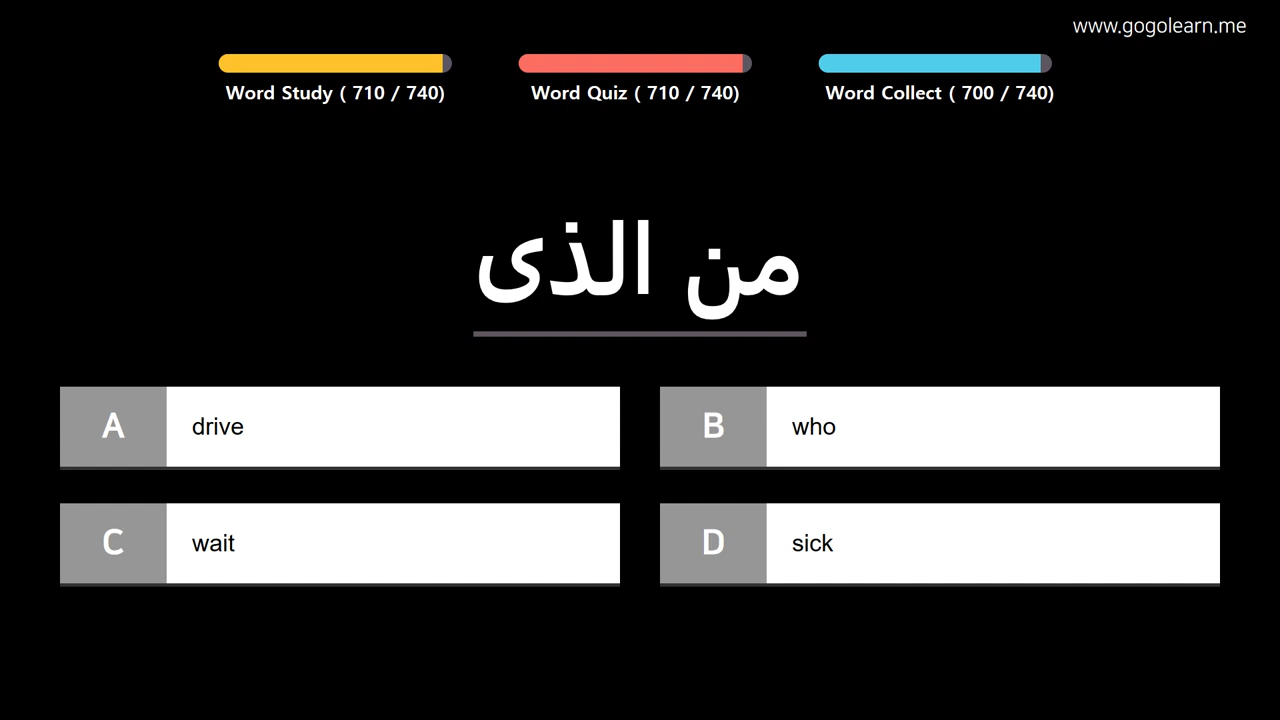 www.gogolearn.me
Word Study ( 710 / 740)
Word Quiz ( 710 / 740)
Word Collect ( 700 / 740)
من الذى
A drive
B who
C wait
D sick